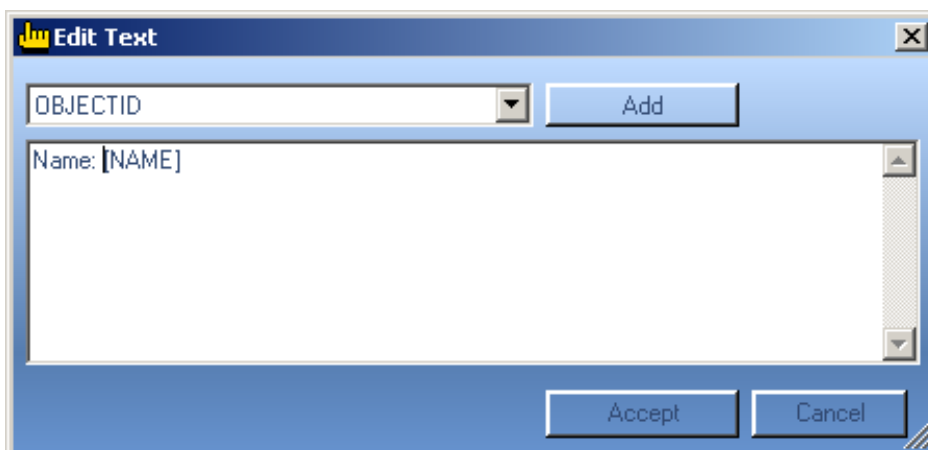 Edit Text
OBJECTID
Add
Name: [NAME]
Accept
Cancel